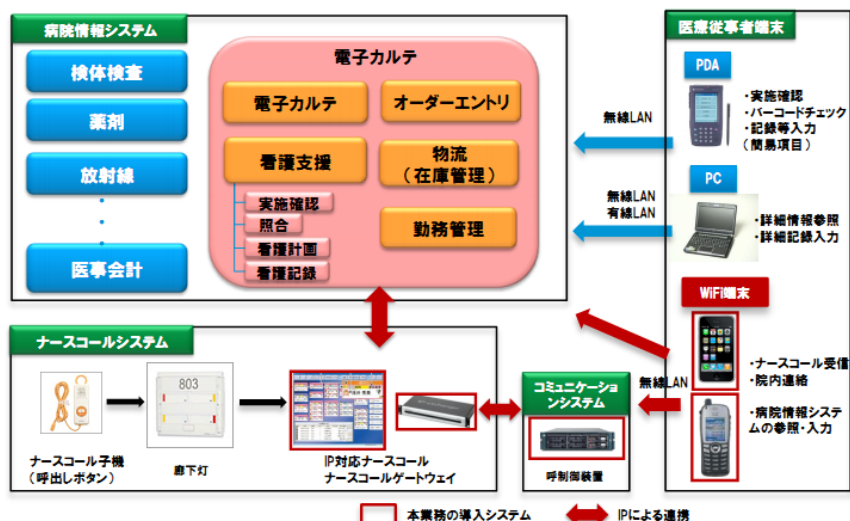 病院情報システム
検体検査
薬剤
放射線
・
・
・
医事会計
電子カルテ
電子カルテ
オーダーエントリ
看護支援
物流
(在庫管理)
実施確認
照合
看護計画
看護記録
勤務管理
無線LAN
無線LAN
有線LAN
医療従事者端末
PDA
・実施確認
・バーコードチェック
・記録等入力
(簡易項目)
PC
・詳細情報参照
・詳細記録入力
WiFi端末
・ナースコール受信
・院内連絡
・病院情報システ
ムの参照・入力
ナースコールシステム
803
ナースコール子機
(呼出しボタン)
廊下灯
IP対応ナースコール
ナースコールゲートウェイ
コミュニケーショ
ンシステム
呼制御装置
無線LAN
本業務の導入システム
IPによる連携